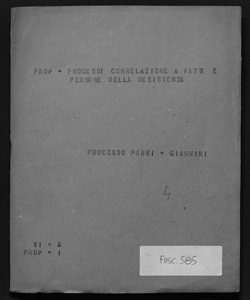 PROP = PROCESSI CORRELAZIONE A FATTI E
PERSONE DELLA RESISTENZA
PROCESSO PANNI = GIANNINI
4
VI = 2
PROP = 1
Fasc. 585